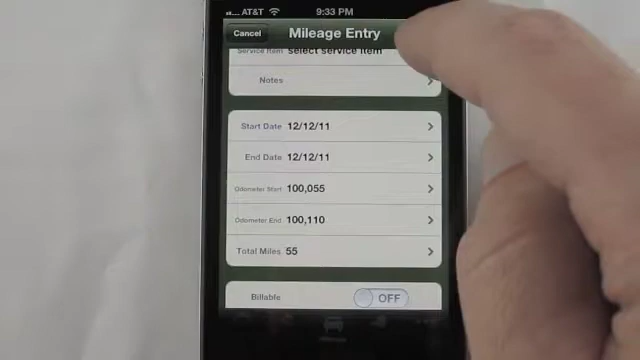 AT&T 9:33 PM
Cancel Mileage Entry
Service Item select service item
Notes
Start Date 12/12/11
End Date 12/12/11
Odometer Start 100,055
Odometer End 100,110
Total Miles 55
Billable OFF